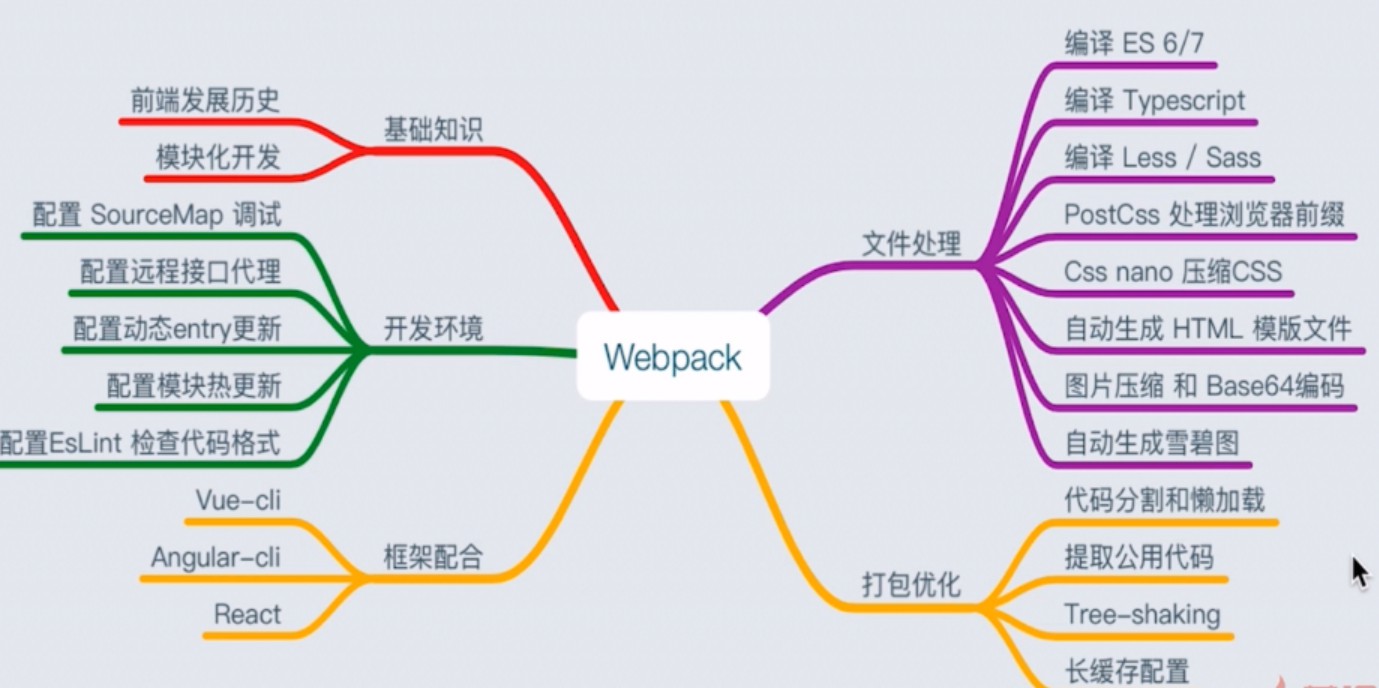 Webpack
基础知识
前端发展历史
模块化开发
开发环境
配置 SourceMap 调试
配置远程接口代理
配置动态entry更新
配置模块热更新
配置EsLint 检查代码格式
框架配合
Vue-cli
Angular-cli
React
文件处理
编译 ES 6/7
编译 Typescript
编译 Less / Sass
PostCss 处理浏览器前缀
Css nano 压缩CSS
自动生成 HTML 模版文件
图片压缩 和 Base64编码
自动生成雪碧图
打包优化
代码分割和懒加载
提取公用代码
Tree-shaking
长缓存配置